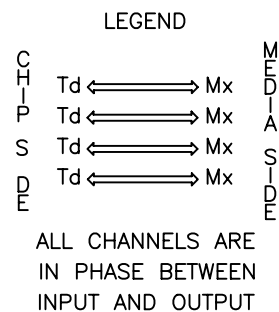 LEGEND
CHIP SIDE
Td Mx
Td Mx
Td Mx
Td Mx
MEDIA SIDE
ALL CHANNELS ARE
IN PHASE BETWEEN
INPUT AND OUTPUT